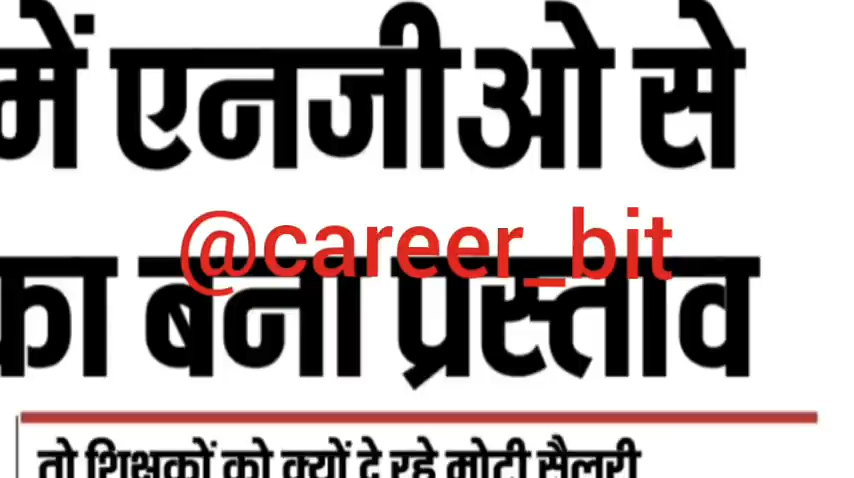 में एनजीओ से
@career_bit
का बना प्रस्ताव
तो शिक्षकों को क्यों दे रहे मोटी सैलरी